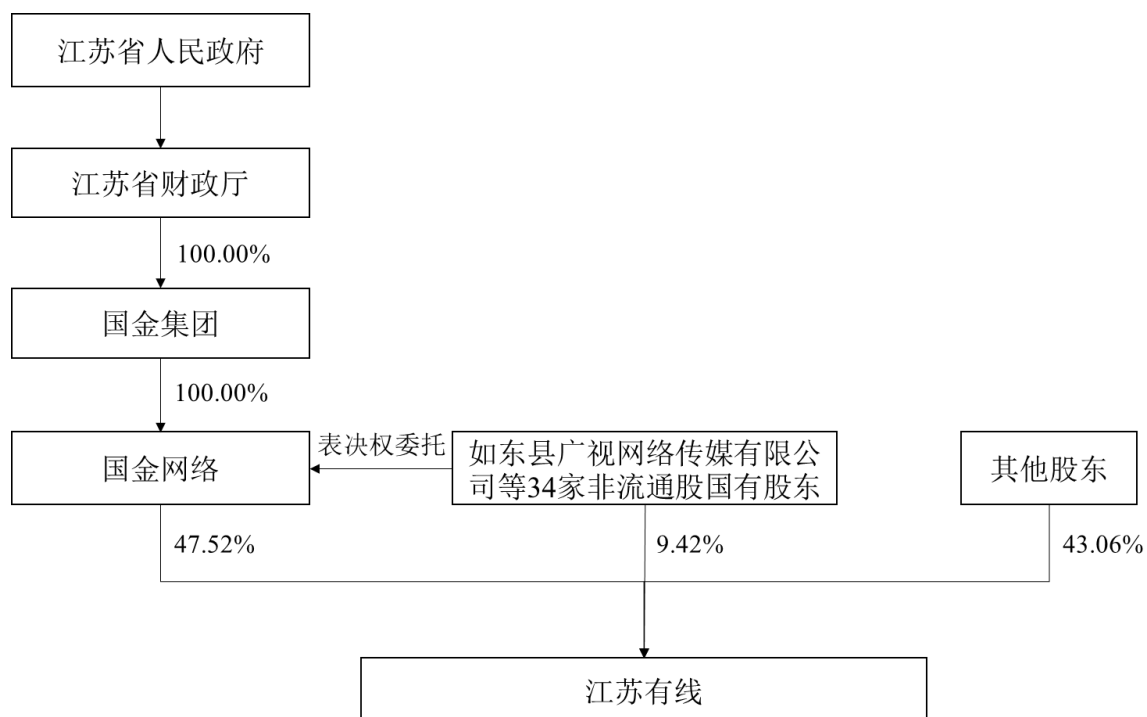 江苏省人民政府
江苏省财政厅
100.00%
国金集团
100.00%
国金网络
表决权委托
如东县广视网络传媒有限公
司等34家非流通股国有股东
其他股东
47.52%
9.42%
43.06%
江苏有线